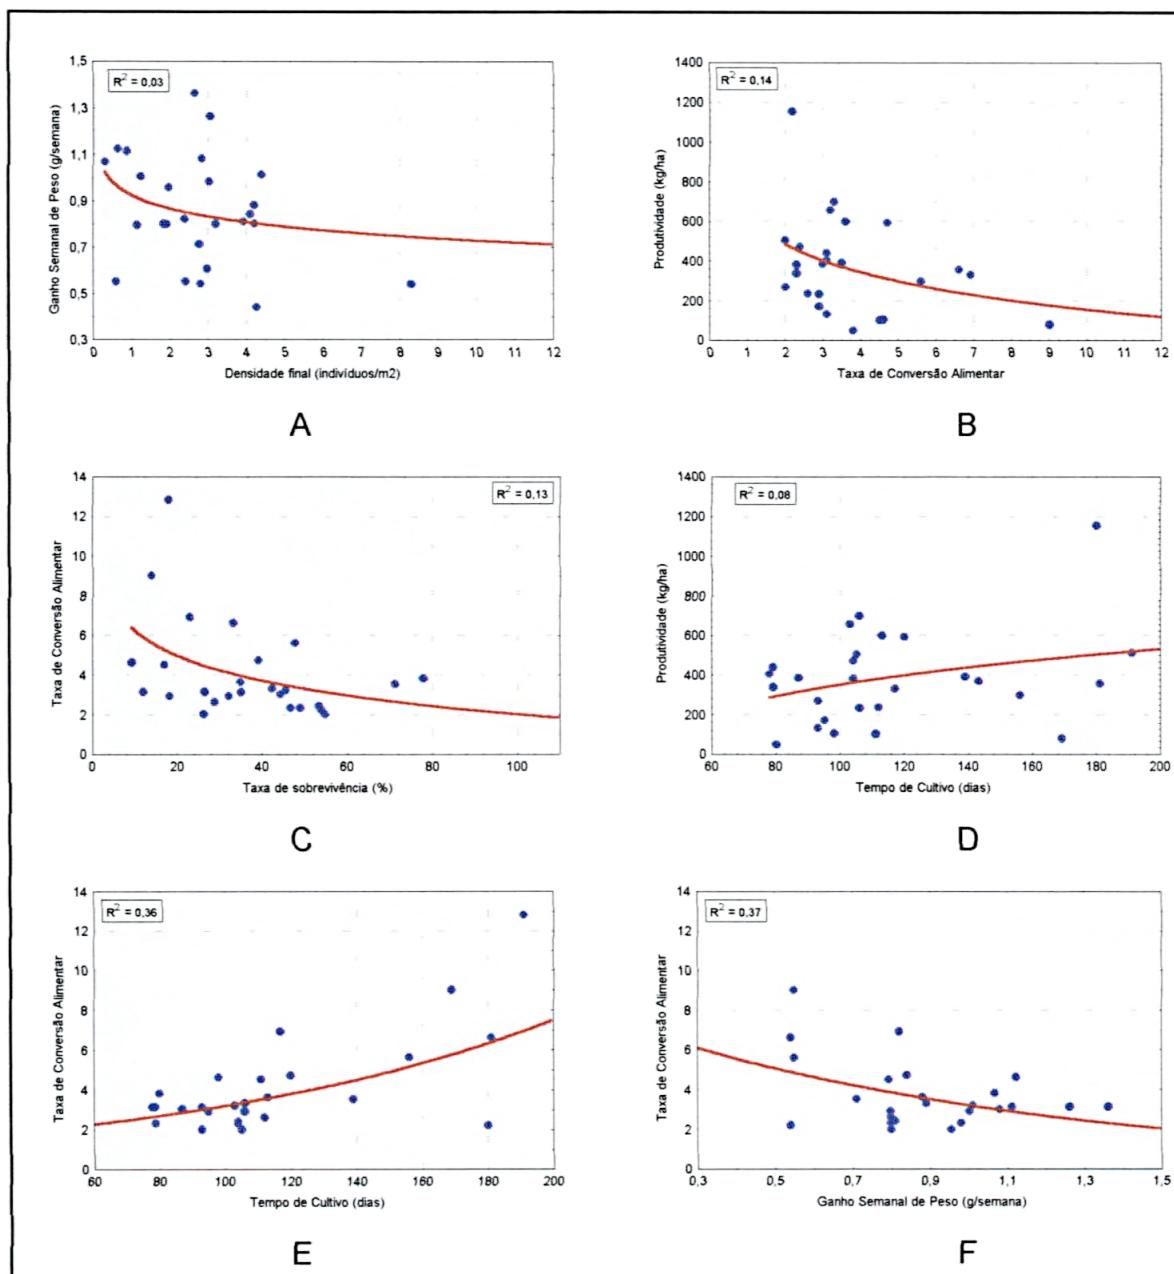 R² = 0,03
Ganho Semanal de Peso (g/semana)
1,5
1,3
1,1
0,9
0,7
0,5
0,3
0 1 2 3 4 5 6 7 8 9 10 11 12
Densidade final (indivíduos/m2)
A
R² = 0,14
Produtividade (kg/ha)
1400
1200
1000
800
600
400
200
0
0 1 2 3 4 5 6 7 8 9 10 11 12
Taxa de Conversão Alimentar
B
R² = 0,13
Taxa de Conversão Alimentar
14
12
10
8
6
4
2
0
0 20 40 60 80 100
Taxa de sobrevivência (%)
C
R² = 0,08
Produtividade (kg/ha)
1400
1200
1000
800
600
400
200
0
60 80 100 120 140 160 180 200
Tempo de Cultivo (dias)
D
R² = 0,36
Taxa de Conversão Alimentar
14
12
10
8
6
4
2
0
60 80 100 120 140 160 180 200
Tempo de Cultivo (dias)
E
R² = 0,37
Taxa de Conversão Alimentar
14
12
10
8
6
4
2
0
0,3 0,5 0,7 0,9 1,1 1,3 1,5
Ganho Semanal de Peso (g/semana)
F